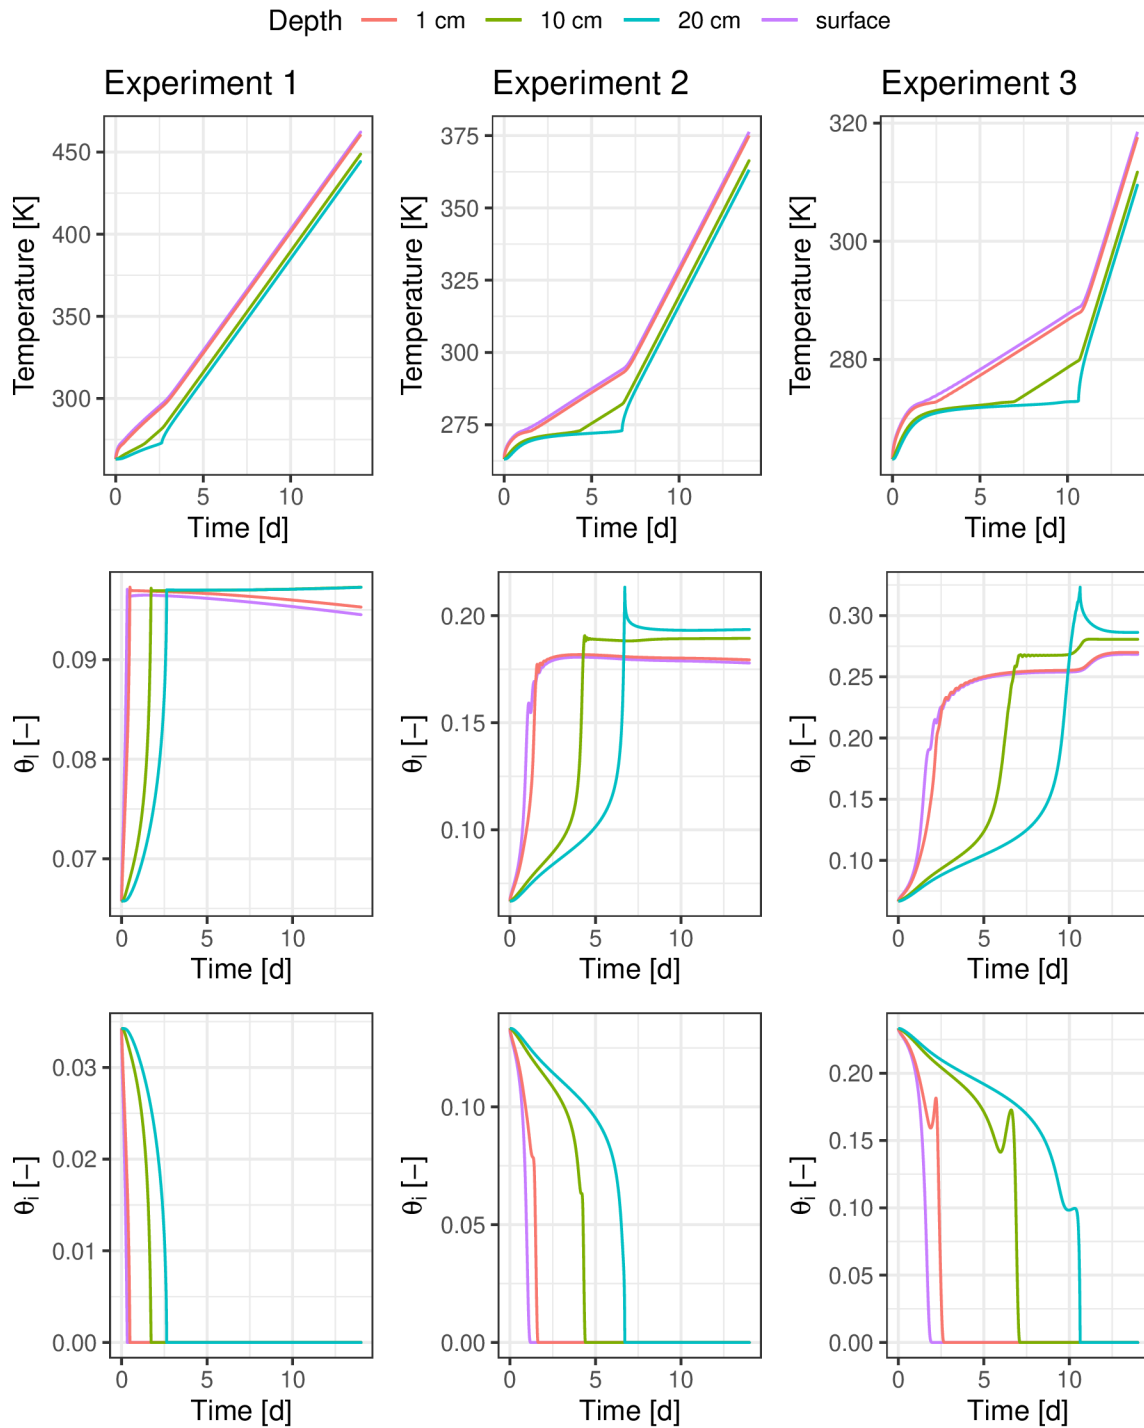 Depth 1 cm 10 cm 20 cm surface
Experiment 1 Experiment 2 Experiment 3
Temperature [K]
450
400
350
300
0 5 10
Time [d]
Temperature [K]
375
350
325
300
275
0 5 10
Time [d]
Temperature [K]
320
300
280
0 5 10
Time [d]
θl [−]
0.09
0.08
0.07
0 5 10
Time [d]
θl [−]
0.20
0.15
0.10
0 5 10
Time [d]
θl [−]
0.30
0.25
0.20
0.15
0.10
0 5 10
Time [d]
θi [−]
0.03
0.02
0.01
0.00
0 5 10
Time [d]
θi [−]
0.10
0.05
0.00
0 5 10
Time [d]
θi [−]
0.20
0.15
0.10
0.05
0.00
0 5 10
Time [d]